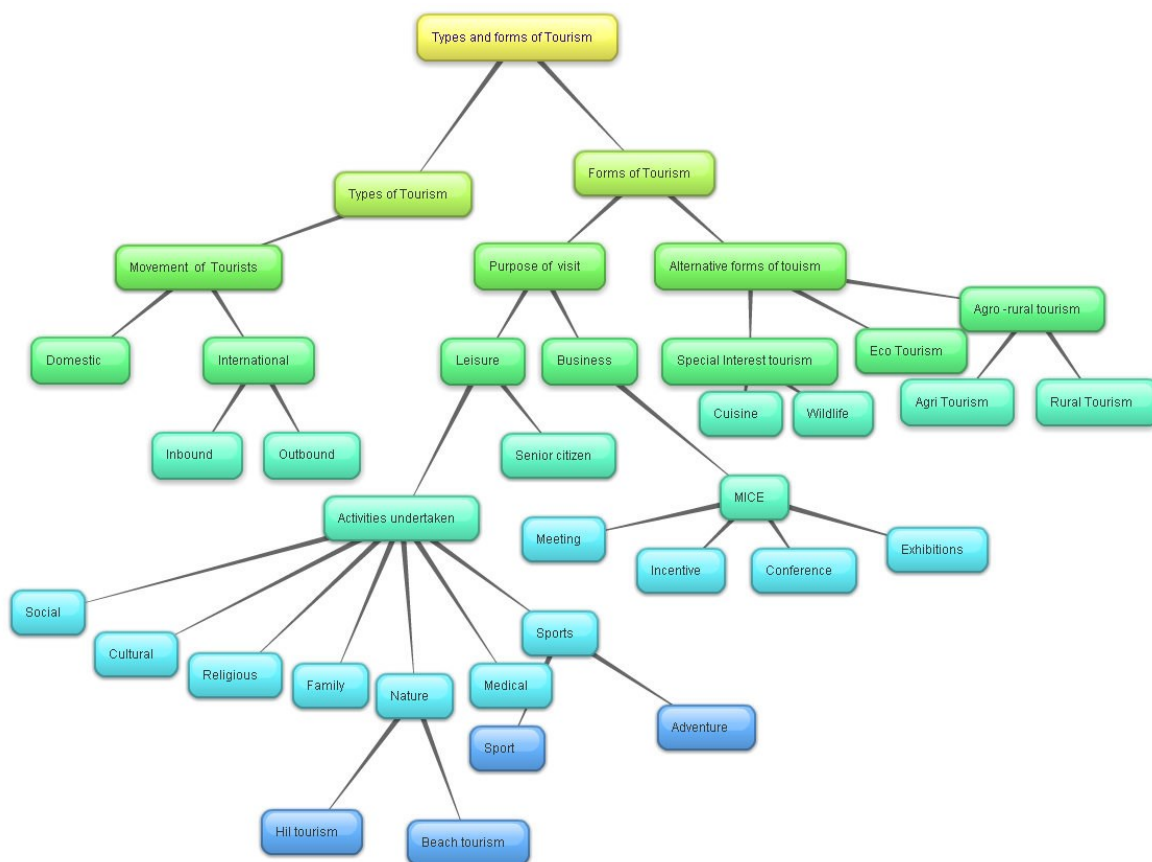 Types and forms of Tourism
Forms of Tourism
Types of Tourism
Movement of Tourists
Purpose of visit
Alternative forms of touism
Agro -rural tourism
Domestic
International
Leisure
Business
Special Interest tourism
Eco Tourism
Cuisine
Wildlife
Agri Tourism
Rural Tourism
Inbound
Outbound
Senior citizen
Activities undertaken
MICE
Meeting
Incentive
Conference
Exhibitions
Social
Cultural
Religious
Family
Nature
Medical
Sports
Sport
Adventure
Hil tourism
Beach tourism